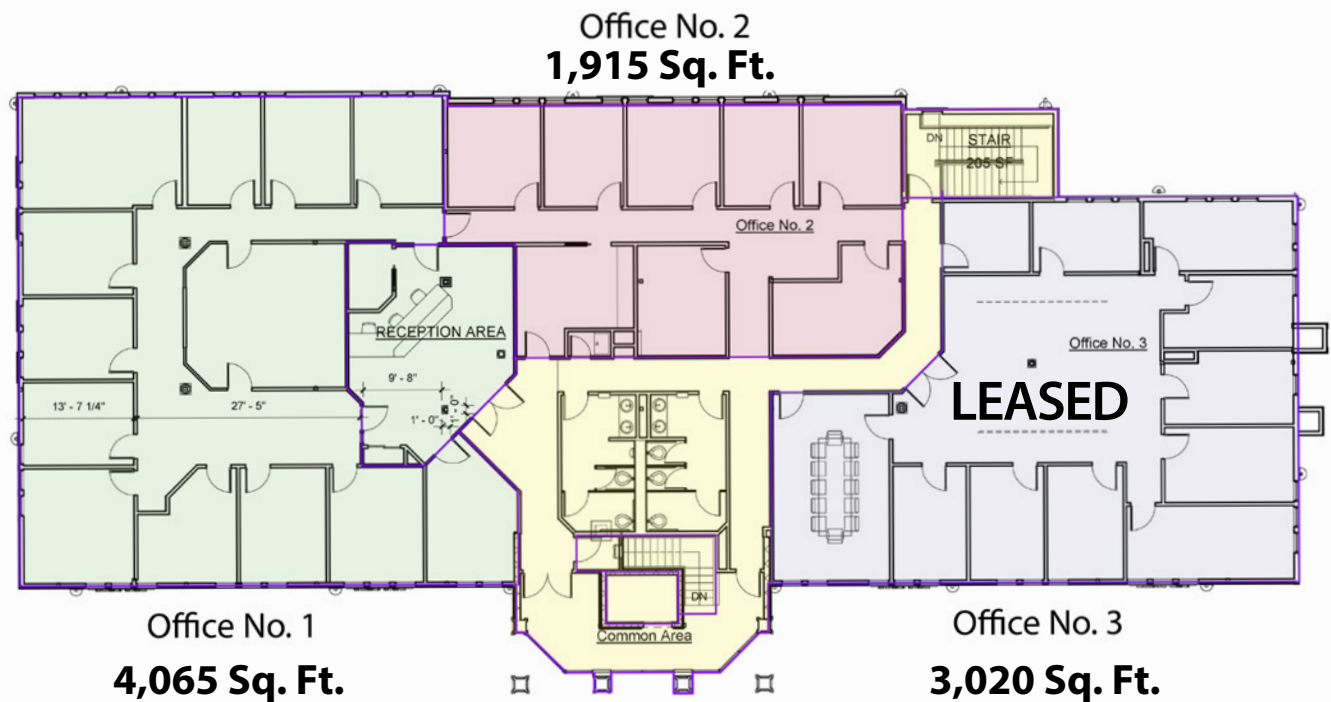 Office No. 2
1,915 Sq. Ft.
DN
STAIR
205 SF
Office No. 2
RECEPTION AREA
Office No. 3
9' - 8"
LEASED
13' - 7 1/4"
27' - 5"
1' - 0"
1' - 0"
DN
Common Area
Office No. 1
Office No. 3
4,065 Sq. Ft.
3,020 Sq. Ft.